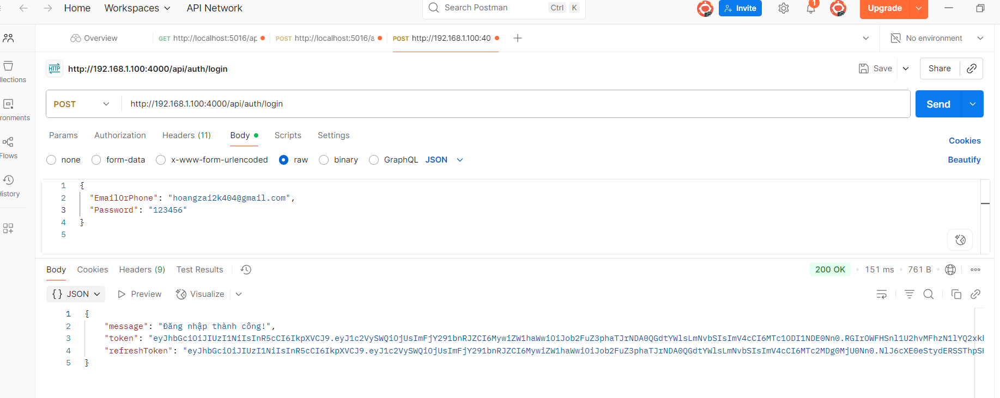 Home Workspaces API Network Search Postman Ctrl K Invite 1 Upgrade
Overview GET http://localhost:5016/ap POST http://localhost:5016/a POST http://192.168.1.100:40 No environment
HTTP http://192.168.1.100:4000/api/auth/login Save Share
llections
POST http://192.168.1.100:4000/api/auth/login Send
ronments
Params Authorization Headers (11) Body Scripts Settings Cookies
Flows
none form-data x-www-form-urlencoded raw binary GraphQL JSON Beautify
History
1 {
2 "EmailOrPhone": "hoangzai2k404@gmail.com",
3 "Password": "123456"
4 }
5
Body Cookies Headers (9) Test Results 200 OK 151 ms 761 B
{} JSON Preview Visualize
1 {
2 "message": "Đăng nhập thành công!",
3 "token": "eyJhbGciOiJIUzI1NiIsInR5cCI6IkpXVCJ9.eyJ1c2VySWQiOjUsImFjY291bnRJZCI6MywiZW1haWwiOiJob2FuZ3phaTJrNDA0QGdtYWlsLmNvbSIsImV4cCI6MTc1ODI1NDE0Nn0.RGIrOWFHSnl1U2hvMFhzN1lYQ2xkl
4 "refreshToken": "eyJhbGciOiJIUzI1NiIsInR5cCI6IkpXVCJ9.eyJ1c2VySWQiOjUsImFjY291bnRJZCI6MywiZW1haWwiOiJob2FuZ3phaTJrNDA0QGdtYWlsLmNvbSIsImV4cCI6MTc2MDg0MjU0Nn0.NlJ6cXE0eStydERSSThpSl
5 }